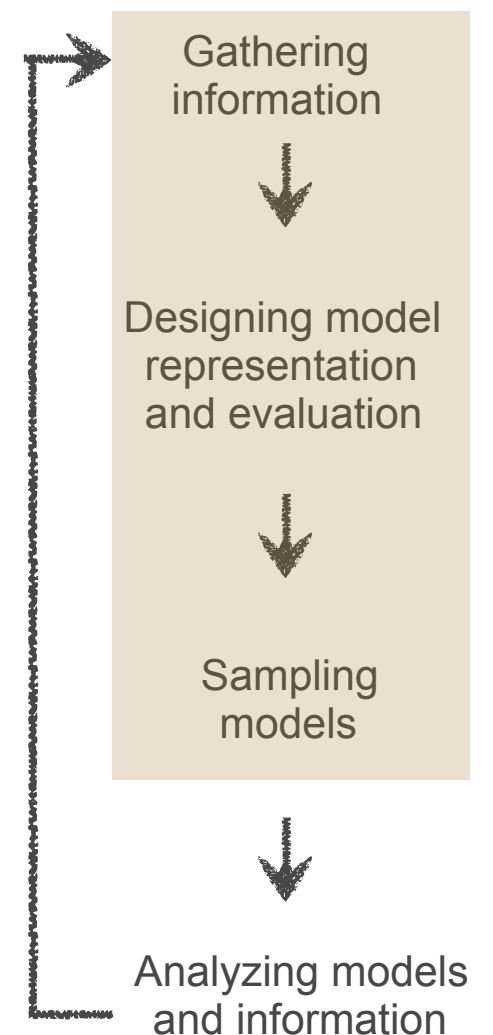 Gathering
information
Designing model
representation
and evaluation
Sampling
models
Analyzing models
and information